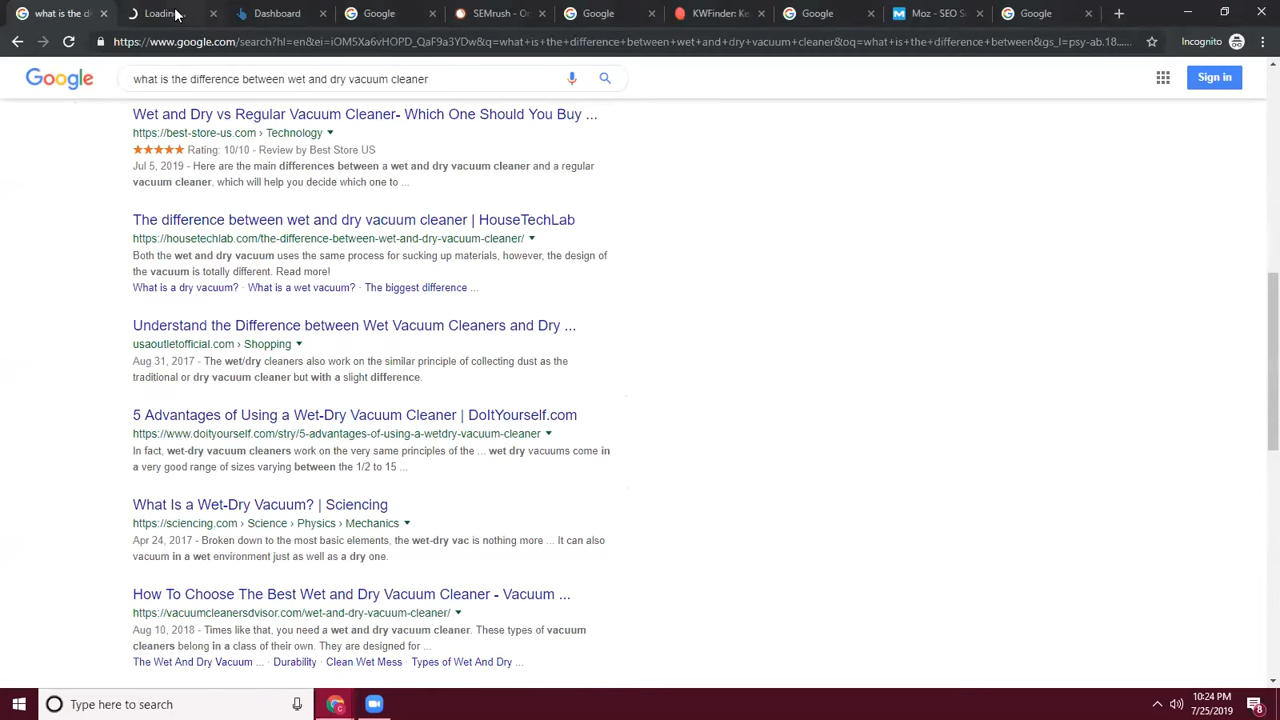 what is the di
Loading
Dashboard
Google
SEMrush - On
Google
KWFinder: Ke
Google
Moz - SEO S
Google
https://www.google.com/search?hl=en&ei=iOM5Xa6vHOPD_QaF9a3YDw&q=what+is+the+difference+between+wet+and+dry+vacuum+cleaner&oq=what+is+the+difference+between&gs_l=psy-ab.18.....
Incognito
Google
what is the difference between wet and dry vacuum cleaner
Sign in
Wet and Dry vs Regular Vacuum Cleaner- Which One Should You Buy ...
https://best-store-us.com › Technology
Rating: 10/10 - Review by Best Store US
Jul 5, 2019 - Here are the main differences between a wet and dry vacuum cleaner and a regular
vacuum cleaner, which will help you decide which one to ...
The difference between wet and dry vacuum cleaner | HouseTechLab
https://housetechlab.com/the-difference-between-wet-and-dry-vacuum-cleaner/
Both the wet and dry vacuum uses the same process for sucking up materials, however, the design of
the vacuum is totally different. Read more!
What is a dry vacuum? · What is a wet vacuum? · The biggest difference ...
Understand the Difference between Wet Vacuum Cleaners and Dry ...
usaoutletofficial.com › Shopping
Aug 31, 2017 - The wet/dry cleaners also work on the similar principle of collecting dust as the
traditional or dry vacuum cleaner but with a slight difference.
5 Advantages of Using a Wet-Dry Vacuum Cleaner | DoItYourself.com
https://www.doityourself.com/stry/5-advantages-of-using-a-wetdry-vacuum-cleaner
In fact, wet-dry vacuum cleaners work on the very same principles of the ... wet dry vacuums come in
a very good range of sizes varying between the 1/2 to 15 ...
What Is a Wet-Dry Vacuum? | Sciencing
https://sciencing.com › Science › Physics › Mechanics
Apr 24, 2017 - Broken down to the most basic elements, the wet-dry vac is nothing more ... It can also
vacuum in a wet environment just as well as a dry one.
How To Choose The Best Wet and Dry Vacuum Cleaner - Vacuum ...
https://vacuumcleanersdvisor.com/wet-and-dry-vacuum-cleaner/
Aug 10, 2018 - Times like that, you need a wet and dry vacuum cleaner. These types of vacuum
cleaners belong in a class of their own. They are designed for ...
The Wet And Dry Vacuum ... · Durability · Clean Wet Mess · Types of Wet And Dry ...
Type here to search
10:24 PM
7/25/2019
8